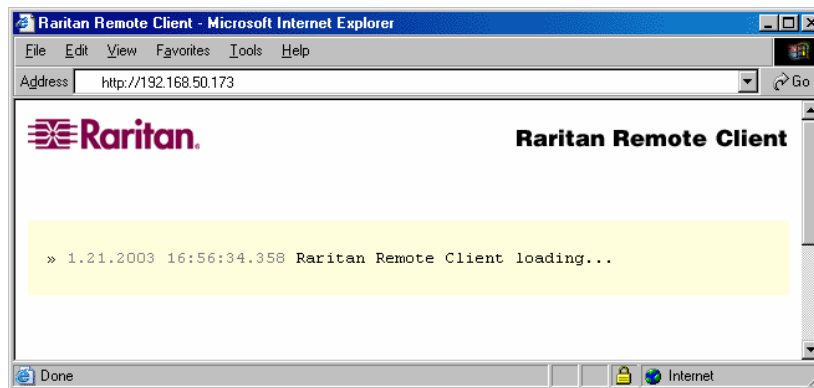 Raritan Remote Client - Microsoft Internet Explorer
File Edit View Favorites Tools Help
Address http://192.168.50.173 Go
Raritan. Raritan Remote Client
» 1.21.2003 16:56:34.358 Raritan Remote Client loading...
Done Internet